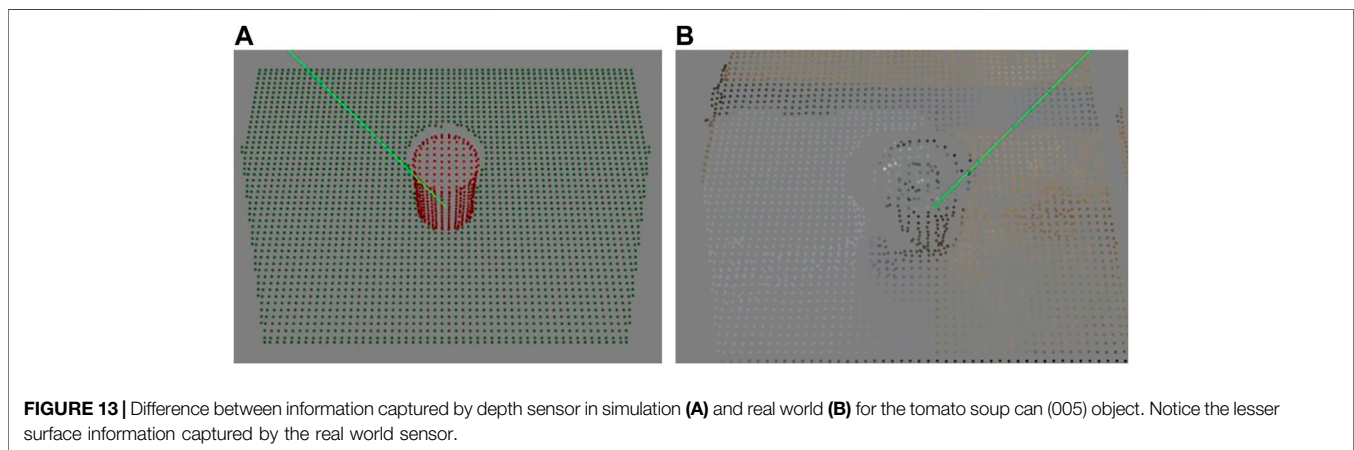 A
B
FIGURE 13 | Difference between information captured by depth sensor in simulation (A) and real world (B) for the tomato soup can (005) object. Notice the lesser
surface information captured by the real world sensor.